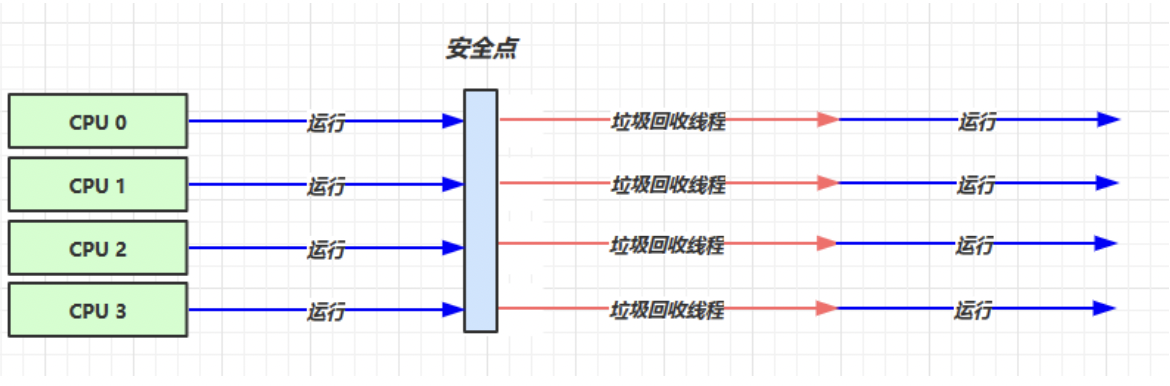 安全点
CPU 0 运行 垃圾回收线程 运行
CPU 1 运行 垃圾回收线程 运行
CPU 2 运行 垃圾回收线程 运行
CPU 3 运行 垃圾回收线程 运行